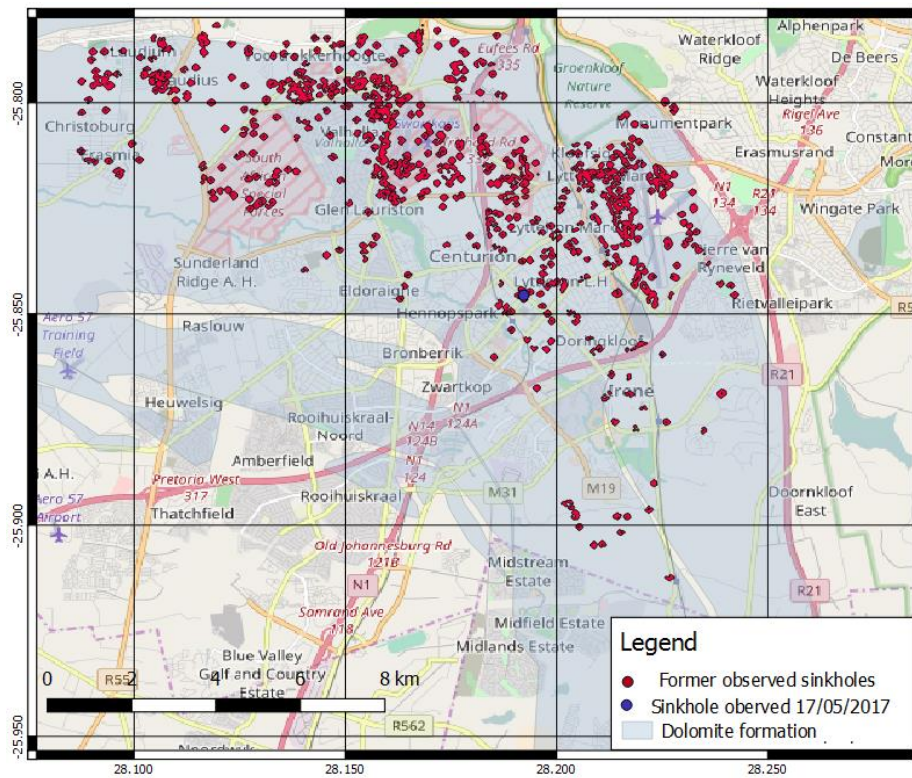 Alphenpark
Eufees Rd
335
Waterkloof
Ridge
De Beers
Laudium
Voortrekkerhoogte
Laudius
Groenkloof
Nature
Reserve
Waterkloof
Heights
Rigel Ave
136
-25.800
Christoburg
Valhalla
Valhalla
Swartkops
Monumentpark
Constant
Erasmia
Erasmusrand
South
African
Special
Forces
Glen Lauriston
N1
134
R21
134
Wingate Park
Centurion
Sunderland
Ridge A. H.
Pierre van
Ryneveld
Eldoraigne
Lyttelton L.H
Rietvalleipark
-25.850
Aero 57
Training
Field
Raslouw
Hennopspark
Doringkloof
Bronberrik
Zwartkop
R21
Heuwelsig
Irene
Rooihuiskraal-
Noord
N1
124A
N14
124B
N1
124
Amberfield
i A.H.
Pretoria West
317
Rooihuiskraal
M31
M19
Doornkloof
East
Aero 57
Airport
Thatchfield
-25.900
Old Johannesburg Rd
121B
Midstream
Estate
N1
R21
Samrand Ave
118
Midfield Estate
Midlands Estate
Blue Valley
Golf and Country
Estate
R55
R562
0 2 4 6 8 km
Legend
Former observed sinkholes
Sinkhole oberved 17/05/2017
Dolomite formation
-25.950
28.100 28.150 28.200 28.250